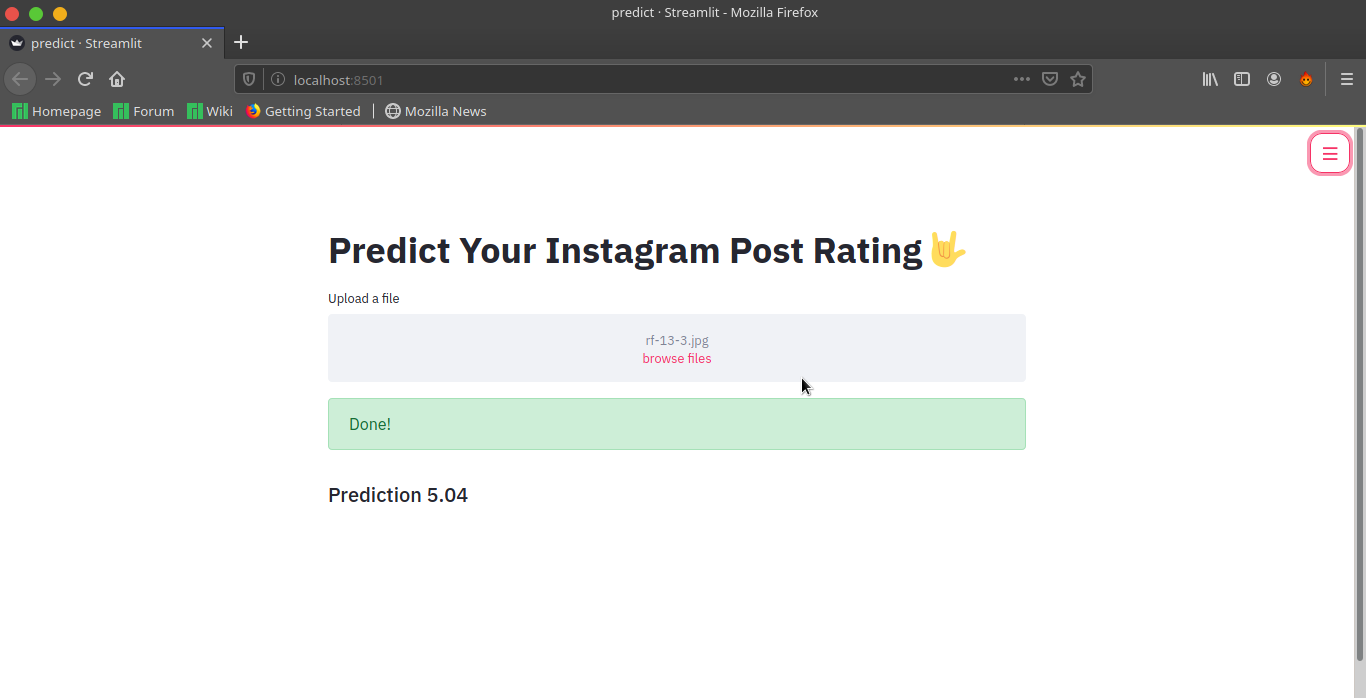 predict · Streamlit - Mozilla Firefox
predict · Streamlit
localhost:8501
Homepage Forum Wiki Getting Started Mozilla News
Predict Your Instagram Post Rating🤟
Upload a file
rf-13-3.jpg
browse files
Done!
Prediction 5.04